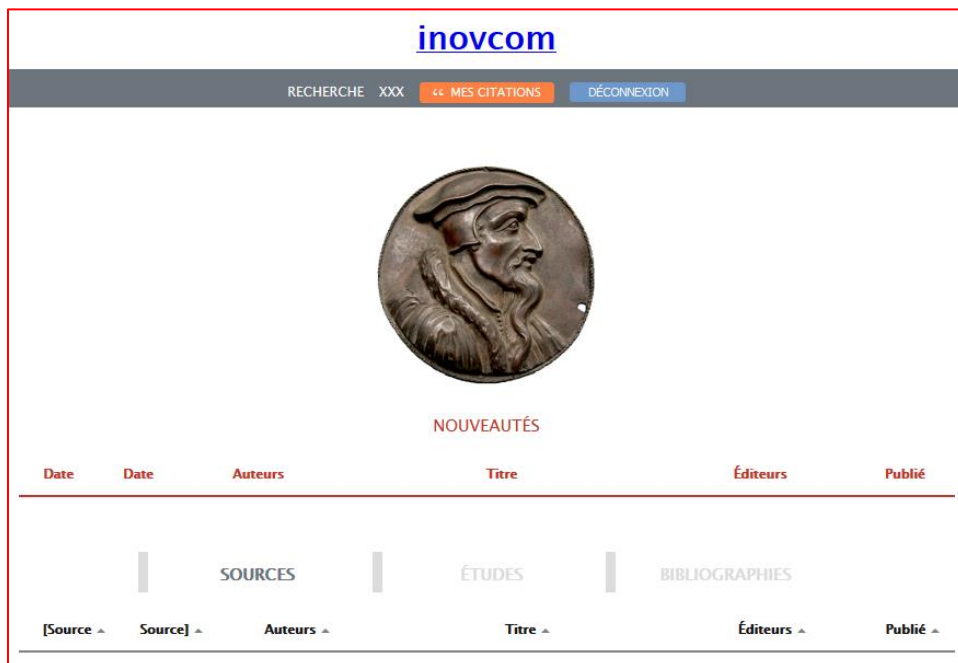 inovcom
RECHERCHE XXX “ MES CITATIONS DÉCONNEXION
NOUVEAUTÉS
Date Date Auteurs Titre Éditeurs Publié
SOURCES ÉTUDES BIBLIOGRAPHIES
[Source Source] Auteurs Titre Éditeurs Publié